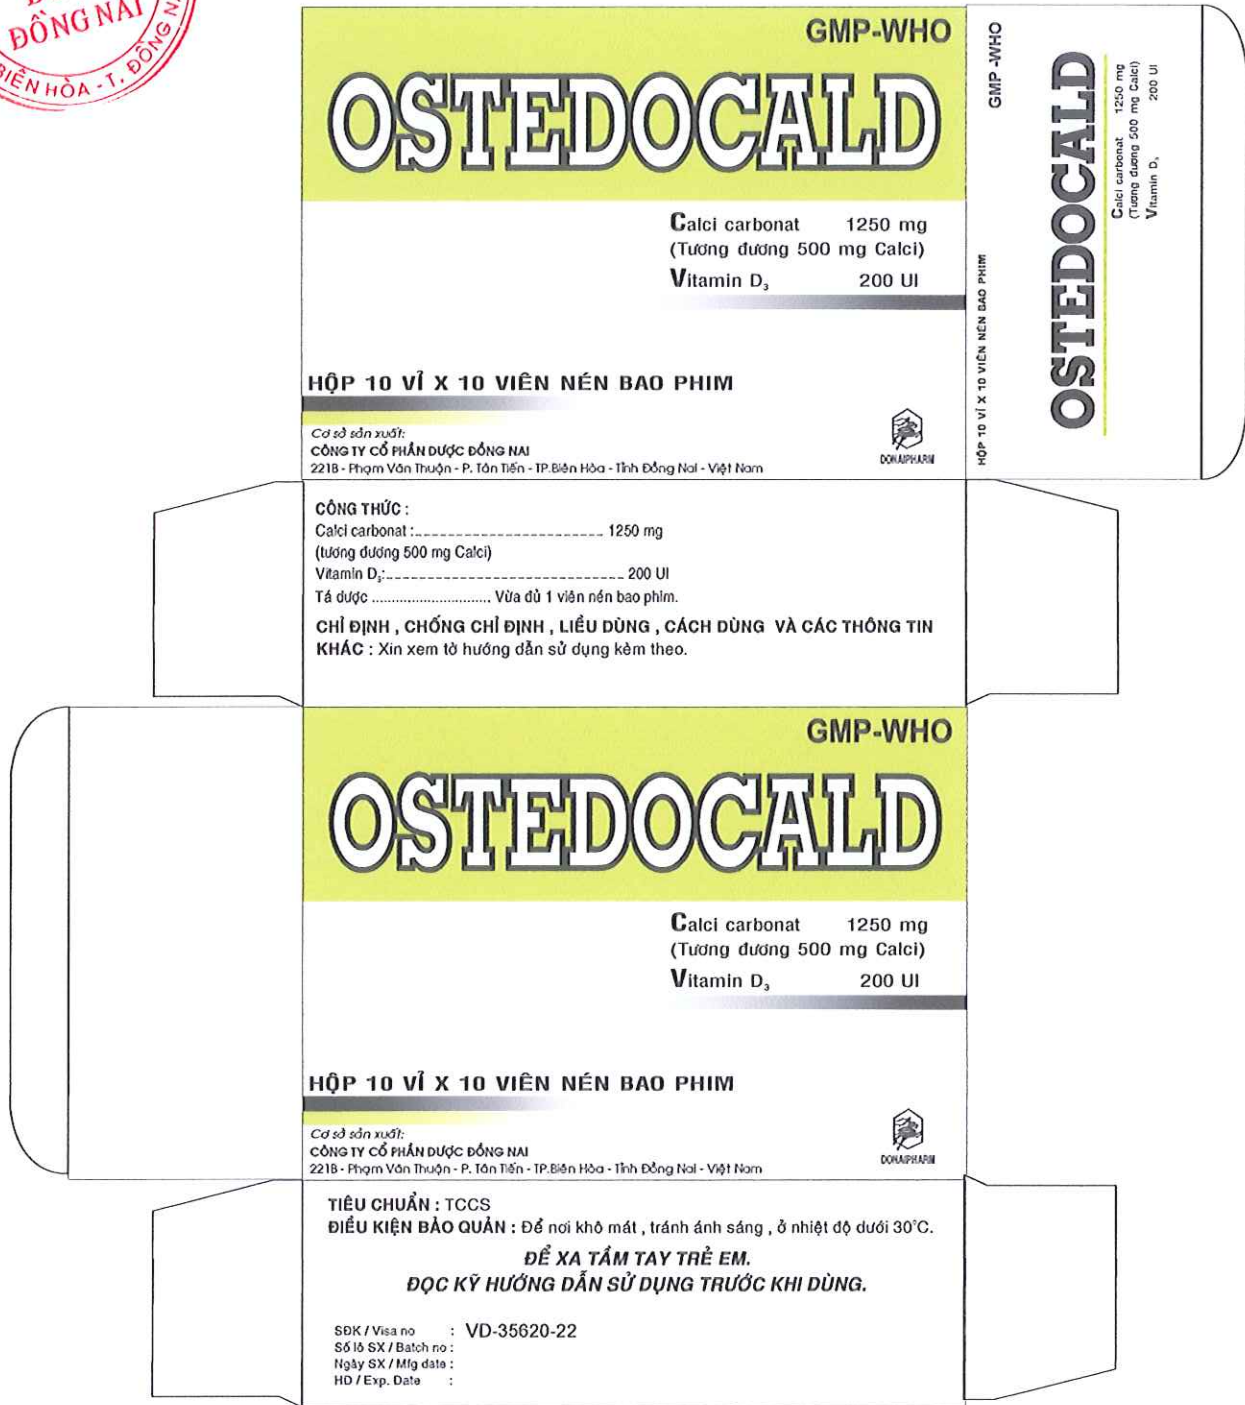 ĐỒNG NAI
BIÊN HÒA - T. ĐỒNG
GMP-WHO
OSTEDOCALD
Calci carbonat 1250 mg
(Tương đương 500 mg Calci)
Vitamin D₃ 200 UI
HỘP 10 VỈ X 10 VIÊN NÉN BAO PHIM
Cơ sở sản xuất:
CÔNG TY CỔ PHẦN DƯỢC ĐỒNG NAI
221B - Phạm Văn Thuận - P. Tân Tiến - TP.Biên Hòa - Tỉnh Đồng Nai - Việt Nam
DONAIPHARM
GMP -WHO
HỘP 10 VỈ X 10 VIÊN NÉN BAO PHIM
OSTEDOCALD
Calci carbonat 1250 mg
(Tương đương 500 mg Calci)
Vitamin D₃ 200 UI
CÔNG THỨC :
Calci carbonat :------------------------ 1250 mg
(tương đương 500 mg Calci)
Vitamin D₃:------------------------------ 200 UI
Tá dược .............................. Vừa đủ 1 viên nén bao phim.
CHỈ ĐỊNH , CHỐNG CHỈ ĐỊNH , LIỀU DÙNG , CÁCH DÙNG VÀ CÁC THÔNG TIN
KHÁC : Xin xem tờ hướng dẫn sử dụng kèm theo.
GMP-WHO
OSTEDOCALD
Calci carbonat 1250 mg
(Tương đương 500 mg Calci)
Vitamin D₃ 200 UI
HỘP 10 VỈ X 10 VIÊN NÉN BAO PHIM
Cơ sở sản xuất:
CÔNG TY CỔ PHẦN DƯỢC ĐỒNG NAI
221B - Phạm Văn Thuận - P. Tân Tiến - TP.Biên Hòa - Tỉnh Đồng Nai - Việt Nam
DONAIPHARM
TIÊU CHUẨN : TCCS
ĐIỀU KIỆN BẢO QUẢN : Để nơi khô mát , tránh ánh sáng , ở nhiệt độ dưới 30°C.
ĐỂ XA TẦM TAY TRẺ EM.
ĐỌC KỸ HƯỚNG DẪN SỬ DỤNG TRƯỚC KHI DÙNG.
SĐK / Visa no : VD-35620-22
Số lô SX / Batch no :
Ngày SX / Mfg date :
HD / Exp. Date :